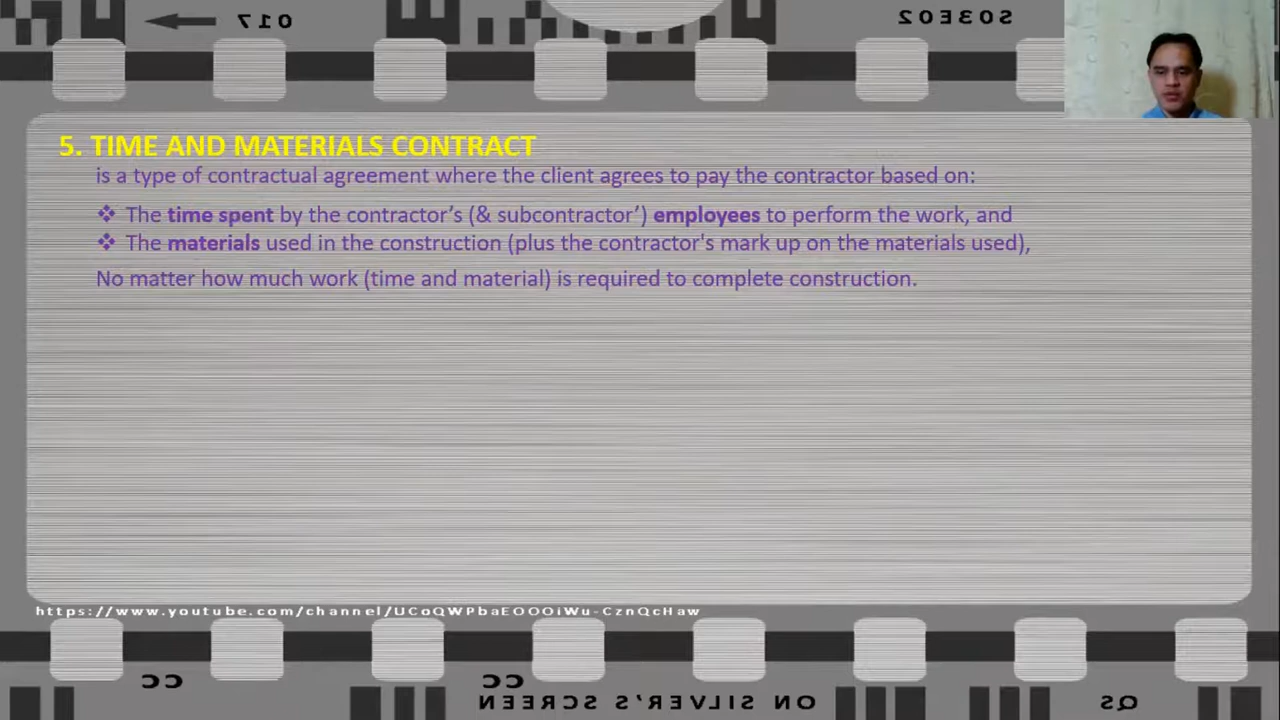 017
S03E02
5. TIME AND MATERIALS CONTRACT
is a type of contractual agreement where the client agrees to pay the contractor based on:
❖ The time spent by the contractor's (& subcontractor') employees to perform the work, and
❖ The materials used in the construction (plus the contractor's mark up on the materials used),
No matter how much work (time and material) is required to complete construction.
https://www.youtube.com/channel/UCoQWPbaEOOOiWu-CznQcHaw
CC
CC
ON SILVER'S SCREEN
QS